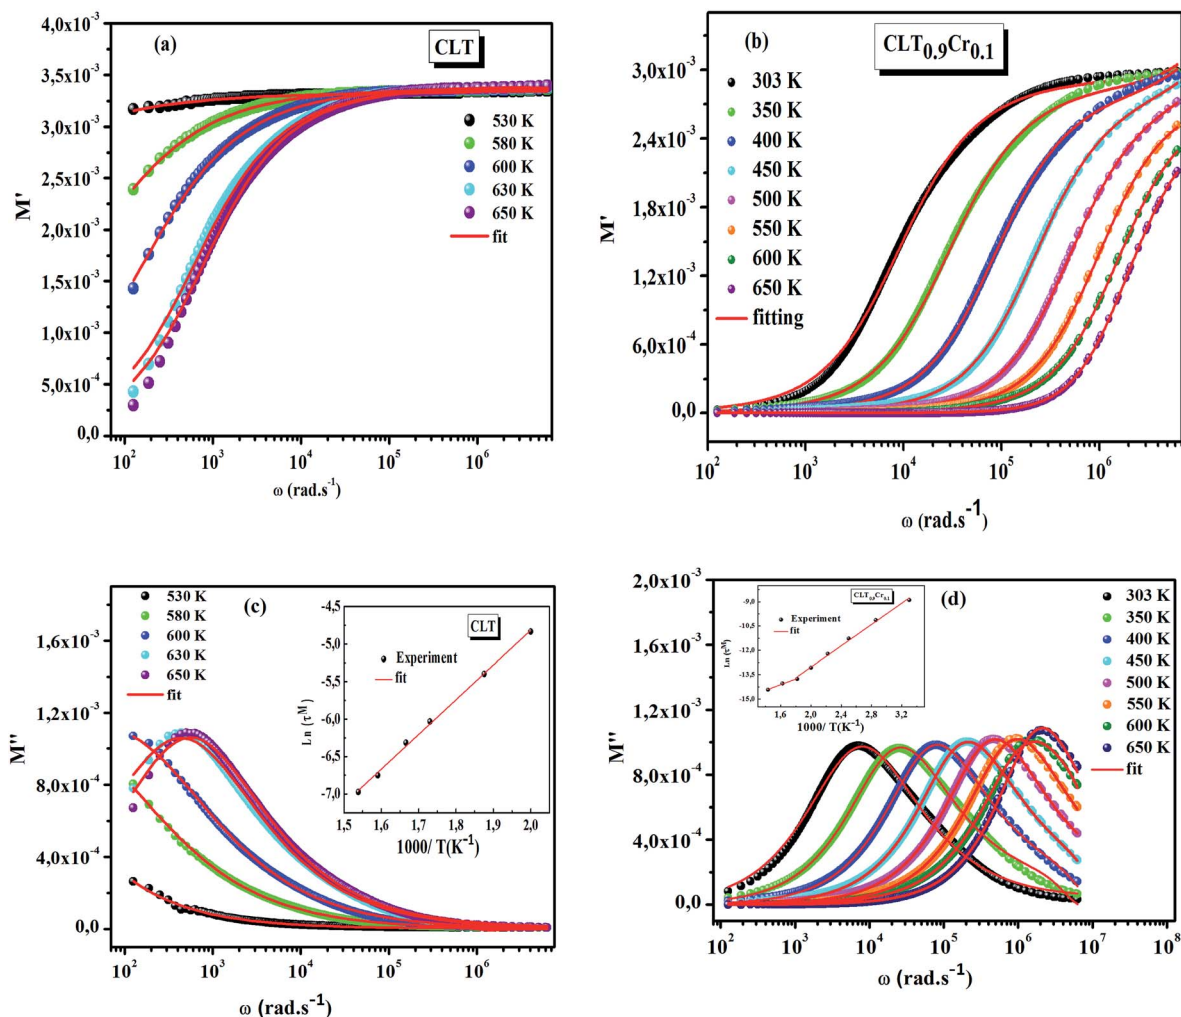 (a)
CLT
4,0x10⁻³
3,5x10⁻³
3,0x10⁻³
2,5x10⁻³
2,0x10⁻³
1,5x10⁻³
1,0x10⁻³
5,0x10⁻⁴
0,0
M'
530 K
580 K
600 K
630 K
650 K
fit
10² 10³ 10⁴ 10⁵ 10⁶
ω (rad.s⁻¹)
(b)
CLT₀.₉Cr₀.₁
3,0x10⁻³
2,4x10⁻³
1,8x10⁻³
1,2x10⁻³
6,0x10⁻⁴
0,0
M'
303 K
350 K
400 K
450 K
500 K
550 K
600 K
650 K
fitting
10² 10³ 10⁴ 10⁵ 10⁶
ω (rad.s⁻¹)
(c)
2,0x10⁻³
1,6x10⁻³
1,2x10⁻³
8,0x10⁻⁴
4,0x10⁻⁴
0,0
M''
530 K
580 K
600 K
630 K
650 K
fit
CLT
Experiment
fit
-4,5
-5,0
-5,5
-6,0
-6,5
-7,0
Ln (τᴹ)
1,5 1,6 1,7 1,8 1,9 2,0
1000/ T(K⁻¹)
10² 10³ 10⁴ 10⁵ 10⁶
ω (rad.s⁻¹)
(d)
2,0x10⁻³
1,6x10⁻³
1,2x10⁻³
8,0x10⁻⁴
4,0x10⁻⁴
0,0
M''
CLT₀.₉Cr₀.₁
Experiment
fit
-9,0
-10,5
-12,0
-13,5
-15,0
Ln (τᴹ)
1,6 2,0 2,4 2,8 3,2
1000/ T(K⁻¹)
303 K
350 K
400 K
450 K
500 K
550 K
600 K
650 K
fit
10² 10³ 10⁴ 10⁵ 10⁶ 10⁷ 10⁸
ω (rad.s⁻¹)